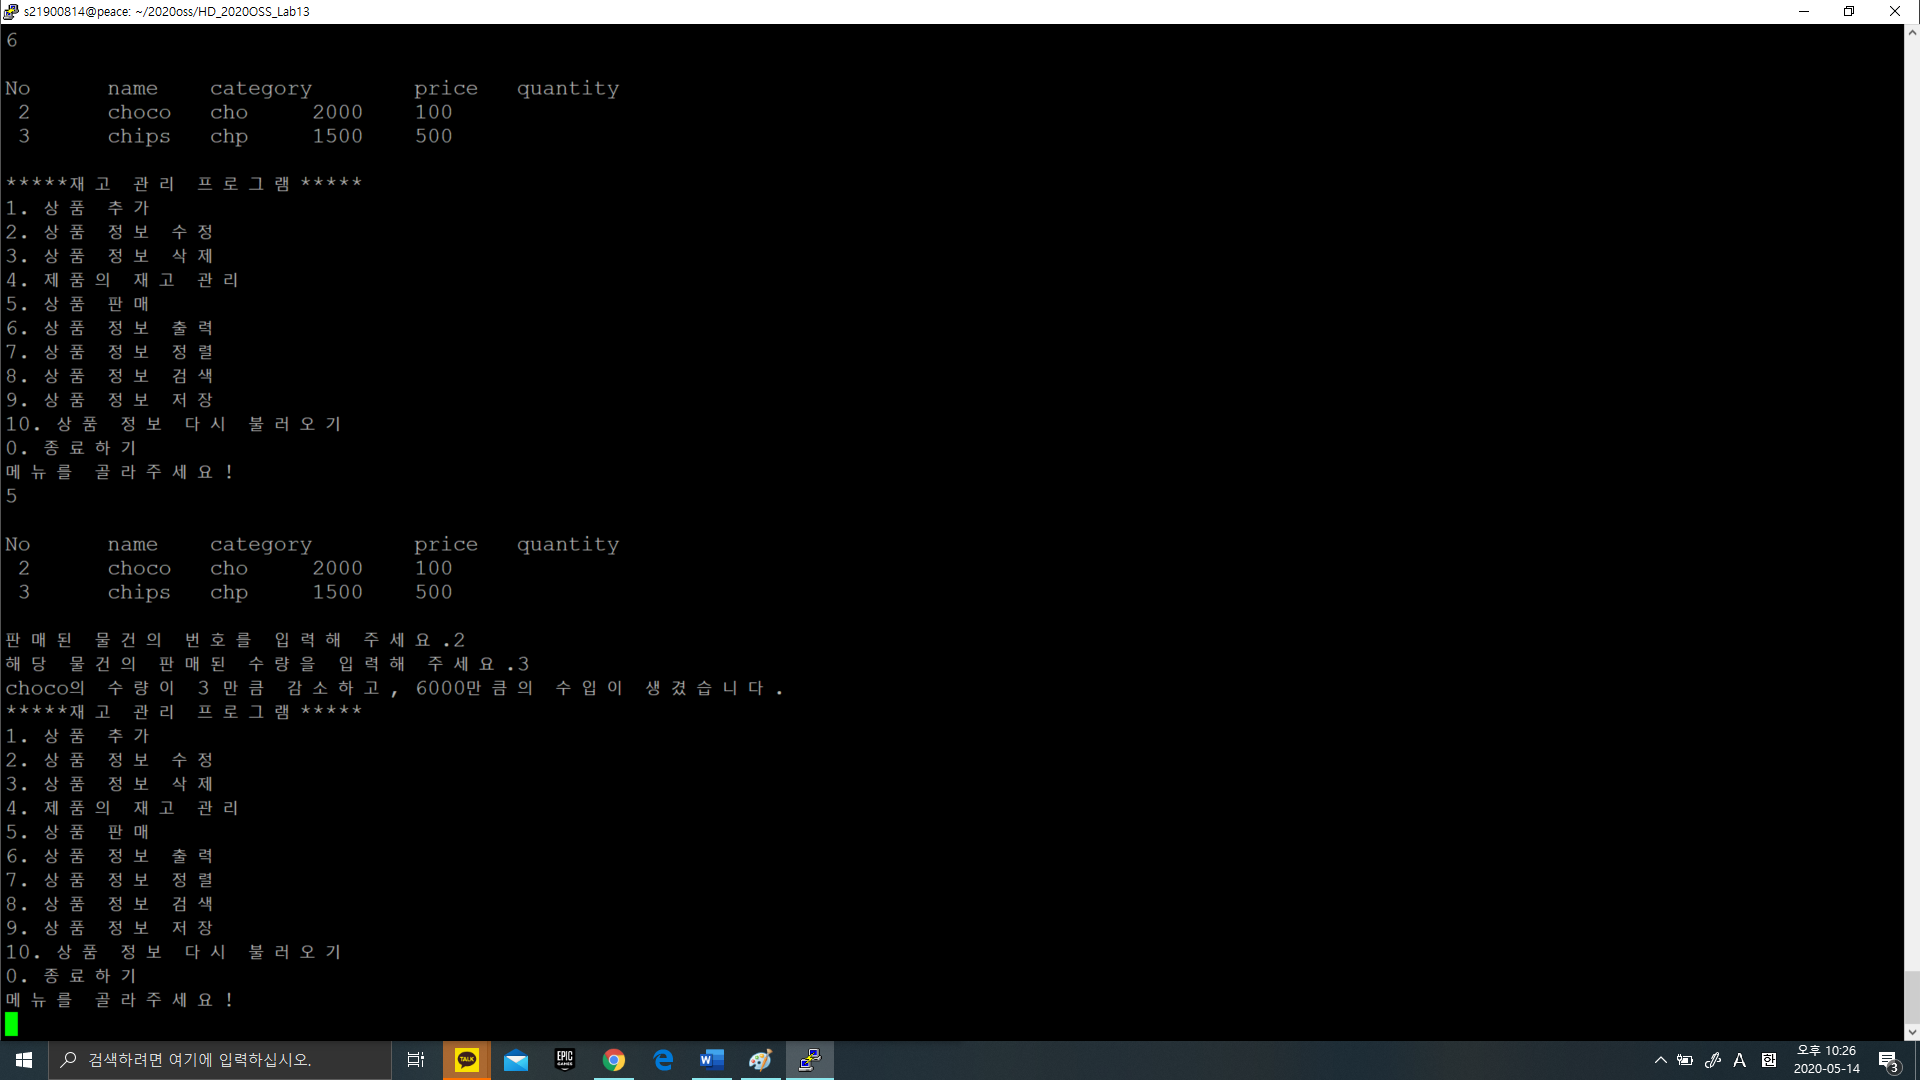 s21900814@peace: ~/2020oss/HD_2020OSS_Lab13
6
No name category price quantity
2 choco cho 2000 100
3 chips chp 1500 500
*****재고 관리 프로그램*****
1. 상품 추가
2. 상품 정보 수정
3. 상품 정보 삭제
4. 제품의 재고 관리
5. 상품 판매
6. 상품 정보 출력
7. 상품 정보 정렬
8. 상품 정보 검색
9. 상품 정보 저장
10. 상품 정보 다시 불러오기
0. 종료하기
메뉴를 골라주세요!
5
No name category price quantity
2 choco cho 2000 100
3 chips chp 1500 500
판매된 물건의 번호를 입력해 주세요.2
해당 물건의 판매된 수량을 입력해 주세요.3
choco의 수량이 3 만큼 감소하고, 6000만큼의 수입이 생겼습니다.
*****재고 관리 프로그램*****
1. 상품 추가
2. 상품 정보 수정
3. 상품 정보 삭제
4. 제품의 재고 관리
5. 상품 판매
6. 상품 정보 출력
7. 상품 정보 정렬
8. 상품 정보 검색
9. 상품 정보 저장
10. 상품 정보 다시 불러오기
0. 종료하기
메뉴를 골라주세요!
검색하려면 여기에 입력하십시오.
TALK
EPIC GAMES
W
A
한
오후 10:26
2020-05-14
3